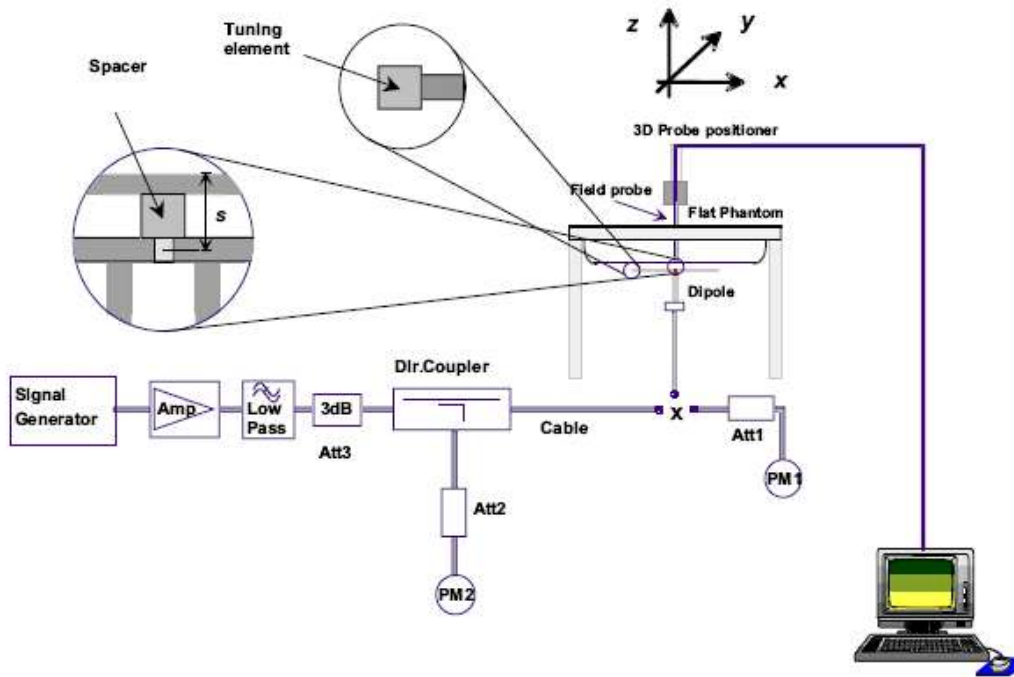 Tuning
element
Spacer
z
y
x
3D Probe positioner
s
Field probe
Flat Phantom
Dipole
Dir.Coupler
Signal
Generator
Amp
Low
Pass
3dB
Att3
Cable
x
Att1
PM1
Att2
PM2